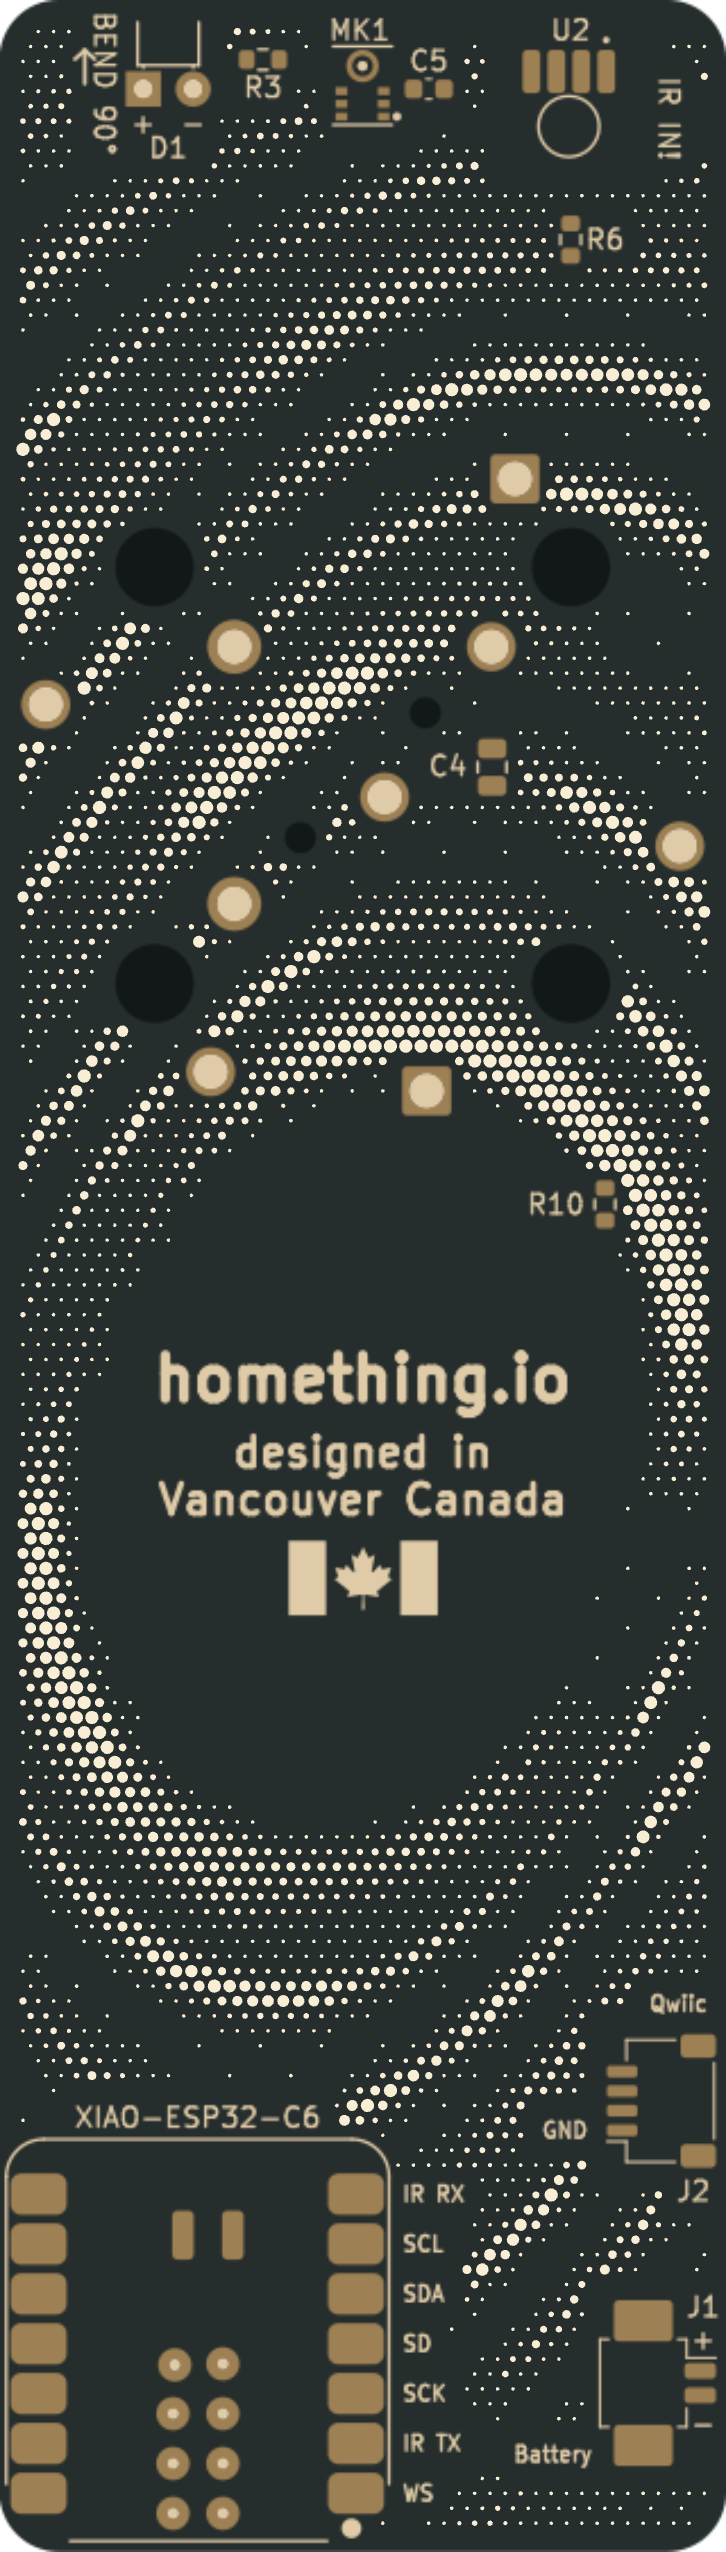 BEND 90°
+ −
D1
R3
MK1
C5
U2
IR IN!
R6
C4
R10
homething.io
designed in
Vancouver Canada
Qwiic
XIAO-ESP32-C6
GND
J2
IR RX
SCL
SDA
SD
SCK
IR TX
WS
J1
+
−
Battery